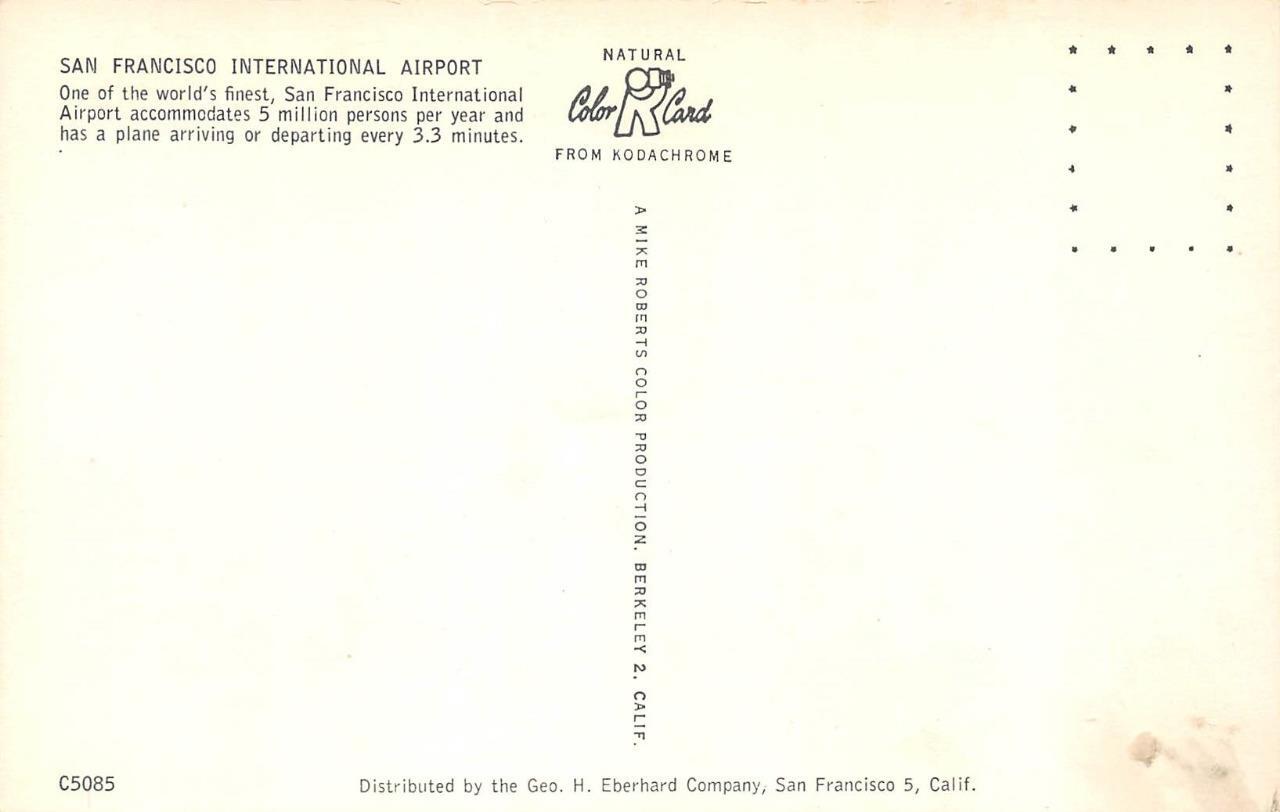 SAN FRANCISCO INTERNATIONAL AIRPORT
One of the world's finest, San Francisco International
Airport accommodates 5 million persons per year and
has a plane arriving or departing every 3.3 minutes.
NATURAL
Color Card
FROM KODACHROME
A MIKE ROBERTS COLOR PRODUCTION. BERKELEY 2. CALIF.
C5085
Distributed by the Geo. H. Eberhard Company, San Francisco 5, Calif.